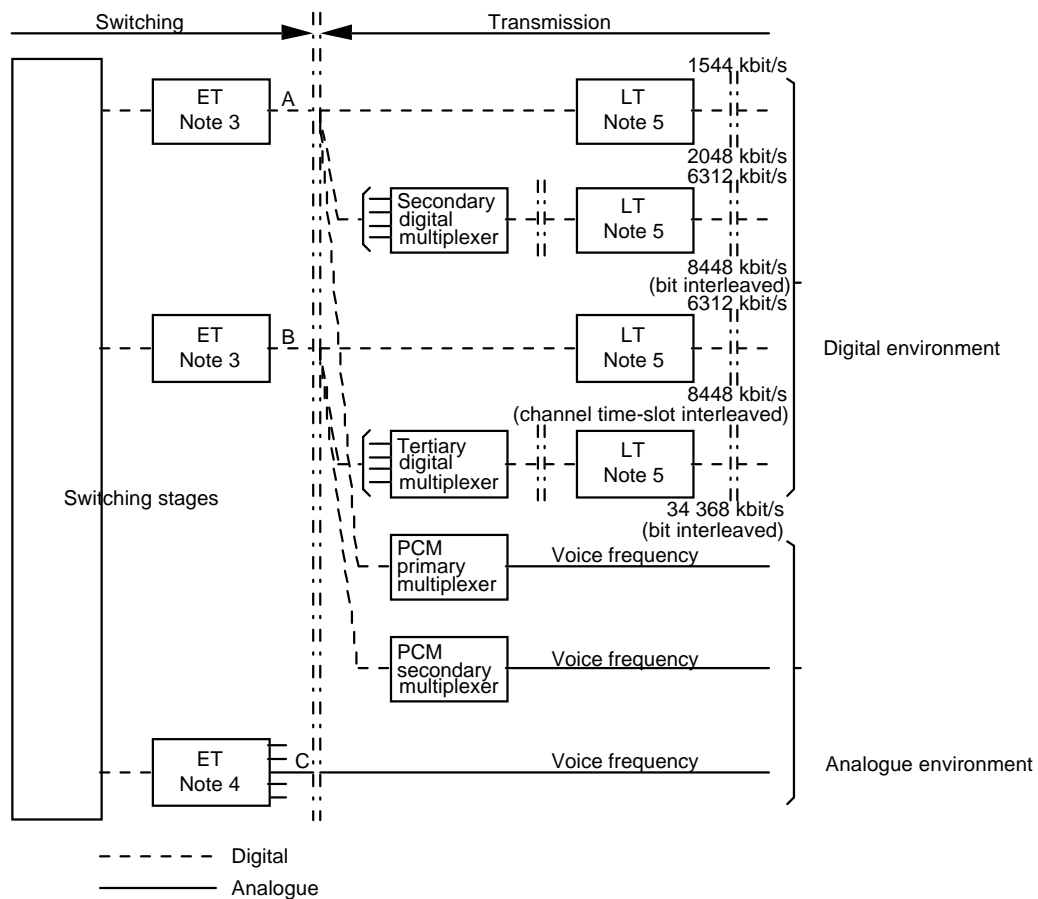 Switching
Transmission
1544 kbit/s
ET
Note 3
A
LT
Note 5
2048 kbit/s
6312 kbit/s
Secondary
digital
multiplexer
LT
Note 5
8448 kbit/s
(bit interleaved)
6312 kbit/s
ET
Note 3
B
LT
Note 5
Digital environment
8448 kbit/s
(channel time-slot interleaved)
Tertiary
digital
multiplexer
LT
Note 5
Switching stages
34 368 kbit/s
(bit interleaved)
PCM
primary
multiplexer
Voice frequency
PCM
secondary
multiplexer
Voice frequency
ET
Note 4
C
Voice frequency
Analogue environment
Digital
Analogue